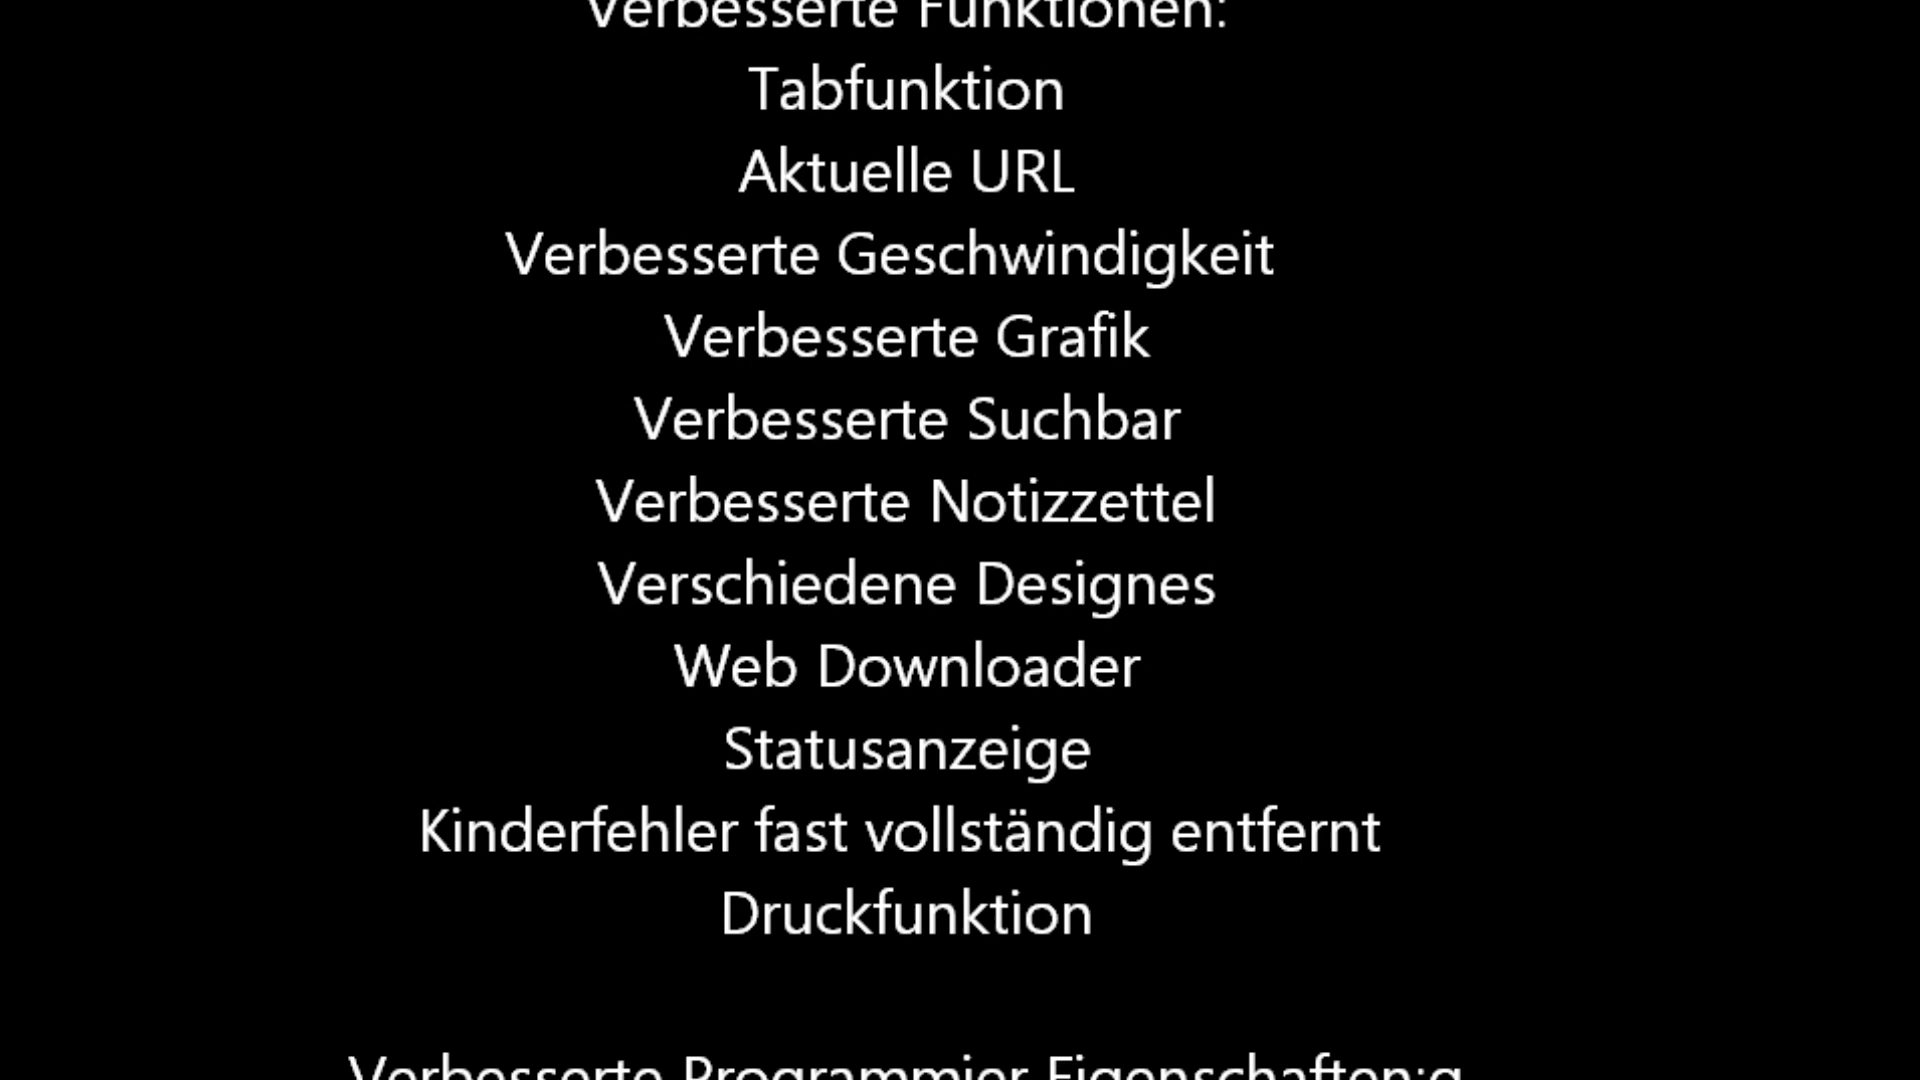 Verbesserte Funktionen:
Tabfunktion
Aktuelle URL
Verbesserte Geschwindigkeit
Verbesserte Grafik
Verbesserte Suchbar
Verbesserte Notizzettel
Verschiedene Designes
Web Downloader
Statusanzeige
Kinderfehler fast vollständig entfernt
Druckfunktion
Verbesserte Programmier Eigenschaften:g